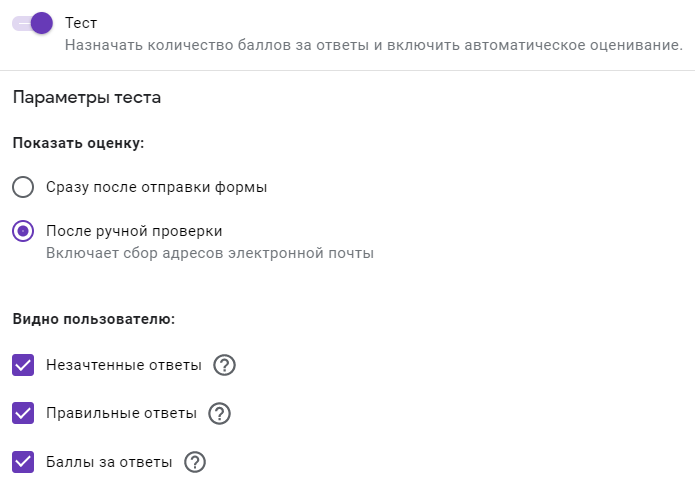 Тест
Назначать количество баллов за ответы и включить автоматическое оценивание.
Параметры теста
Показать оценку:
Сразу после отправки формы
После ручной проверки
Включает сбор адресов электронной почты
Видно пользователю:
Незачтенные ответы
Правильные ответы
Баллы за ответы